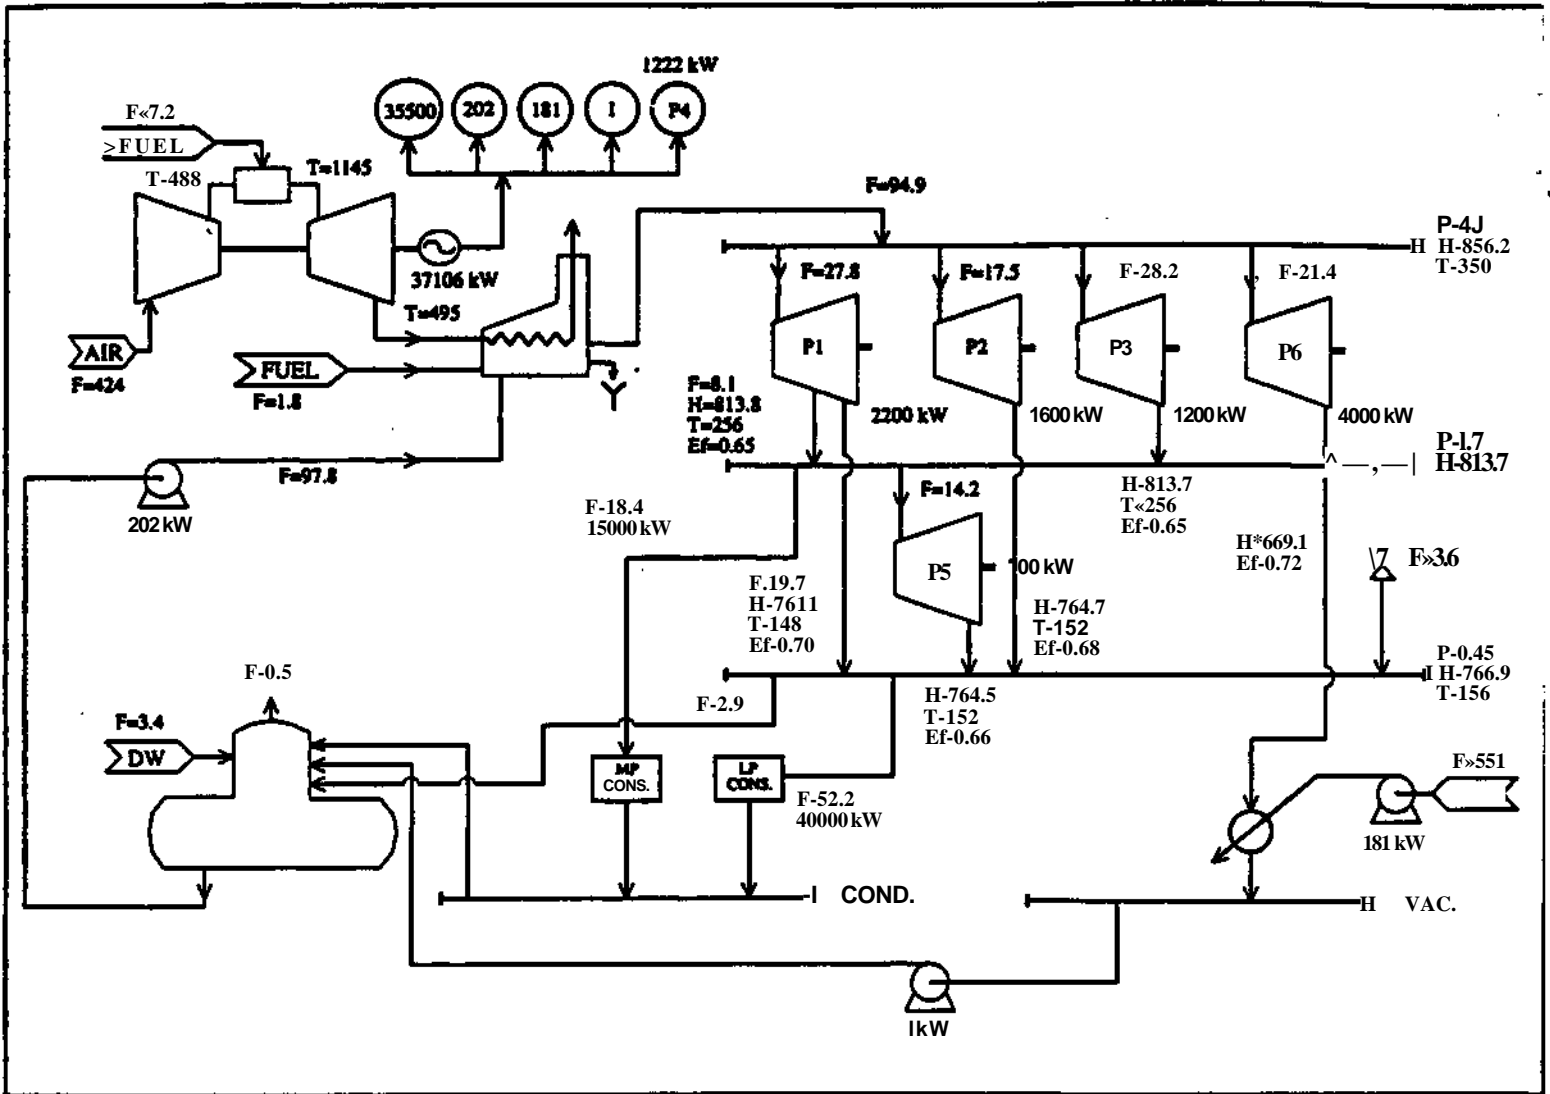 1222 kW
35500
202
181
I
P4
F«7.2
>FUEL
T-488
T=1145
37106 kW
T=495
AIR
F=424
FUEL
F=1.8
Y
F=97.8
202 kW
F=94.9
P-4J
H H-856.2
T-350
F=27.8
F=17.5
F-28.2
F-21.4
P1
P2
P3
P6
2200 kW
1600 kW
1200 kW
4000 kW
F=8.1
H=813.8
T=256
Ef=0.65
P-l.7
H-813.7
F-18.4
15000 kW
F=14.2
H-813.7
T«256
Ef-0.65
H*669.1
Ef-0.72
P5
00 kW
F.19.7
H-7611
T-148
Ef-0.70
H-764.7
T-152
Ef-0.68
\7 F»3.6
P-0.45
I H-766.9
T-156
F-0.5
F=3.4
DW
F-2.9
H-764.5
T-152
Ef-0.66
MP
CONS.
LP
CONS.
F-52.2
40000 kW
F»551
181 kW
-I COND.
H VAC.
lkW